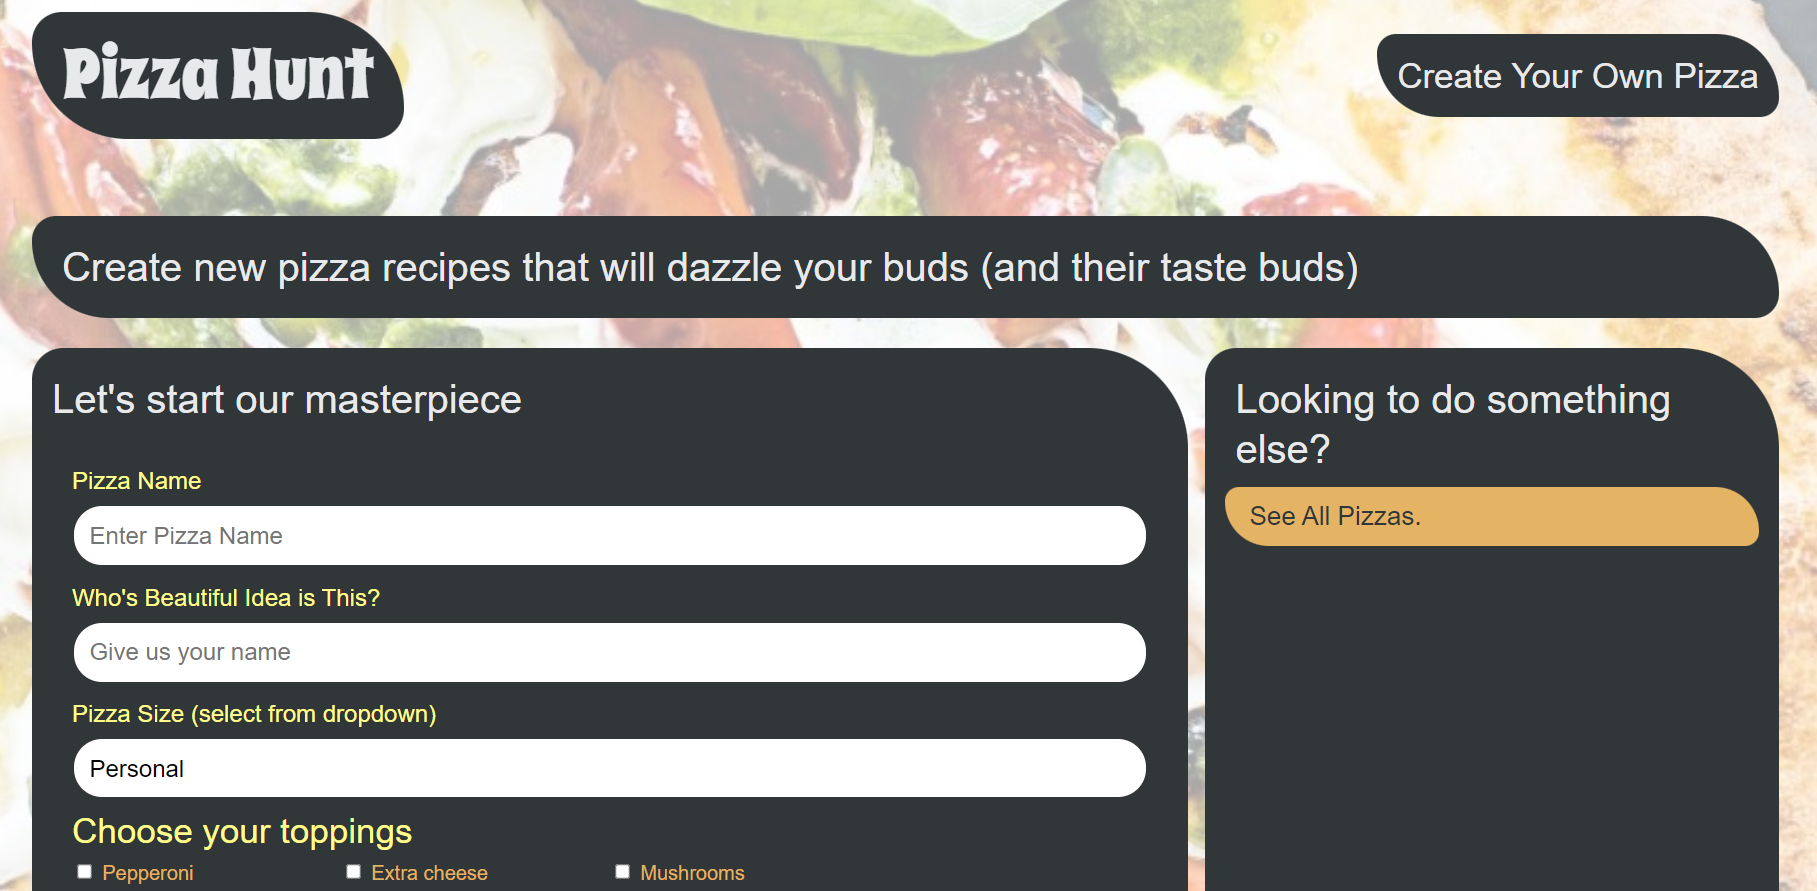 Pizza Hunt
Create Your Own Pizza
Create new pizza recipes that will dazzle your buds (and their taste buds)
Let's start our masterpiece
Pizza Name
Enter Pizza Name
Who's Beautiful Idea is This?
Give us your name
Pizza Size (select from dropdown)
Personal
Choose your toppings
Pepperoni
Extra cheese
Mushrooms
Looking to do something
else?
See All Pizzas.